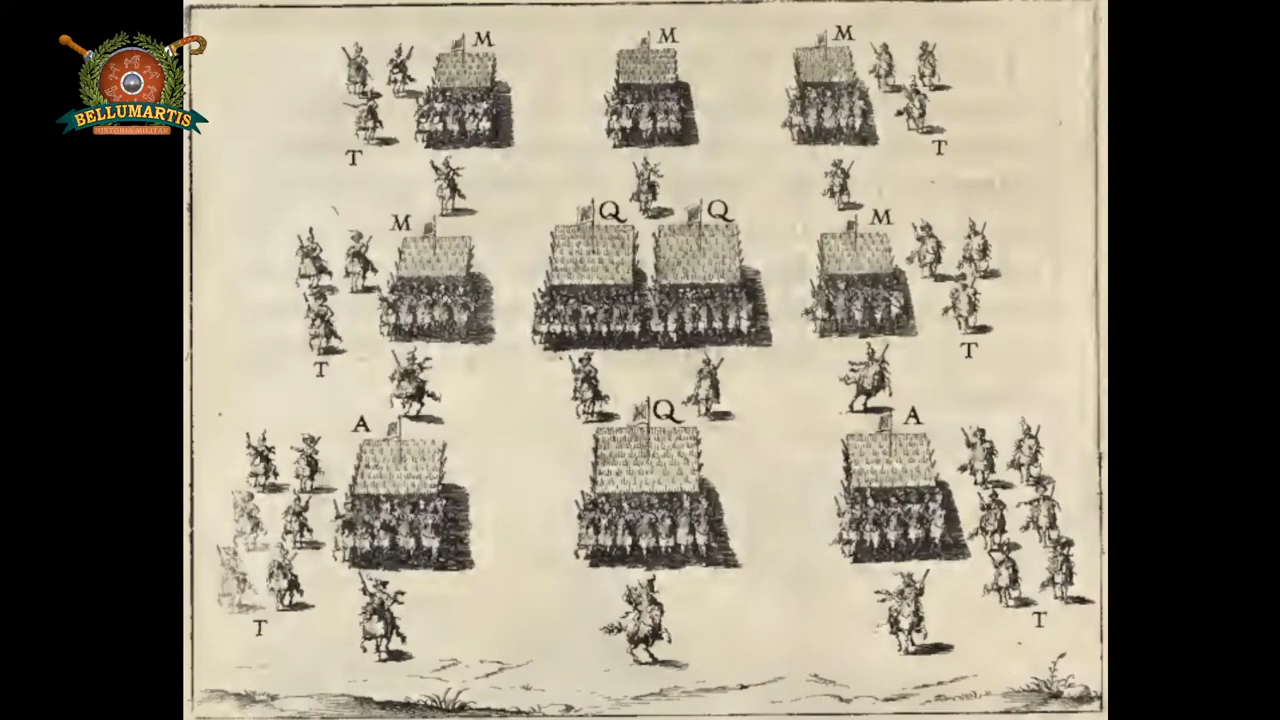 BELLUMARTIS
HISTORIA MILITAR
M M M
T T
Q Q
M M
T T
A Q A
T T